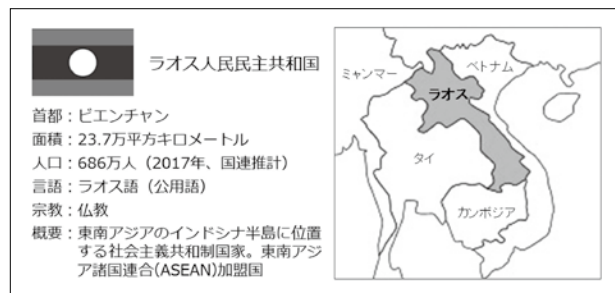 ラオス人民民主共和国
首都：ビエンチャン
面積：23.7万平方キロメートル
人口：686万人（2017年、国連推計）
言語：ラオス語（公用語）
宗教：仏教
概要：東南アジアのインドシナ半島に位置
する社会主義共和制国家。東南アジ
ア諸国連合(ASEAN)加盟国
ミャンマー
ベトナム
ラオス
タイ
カンボジア